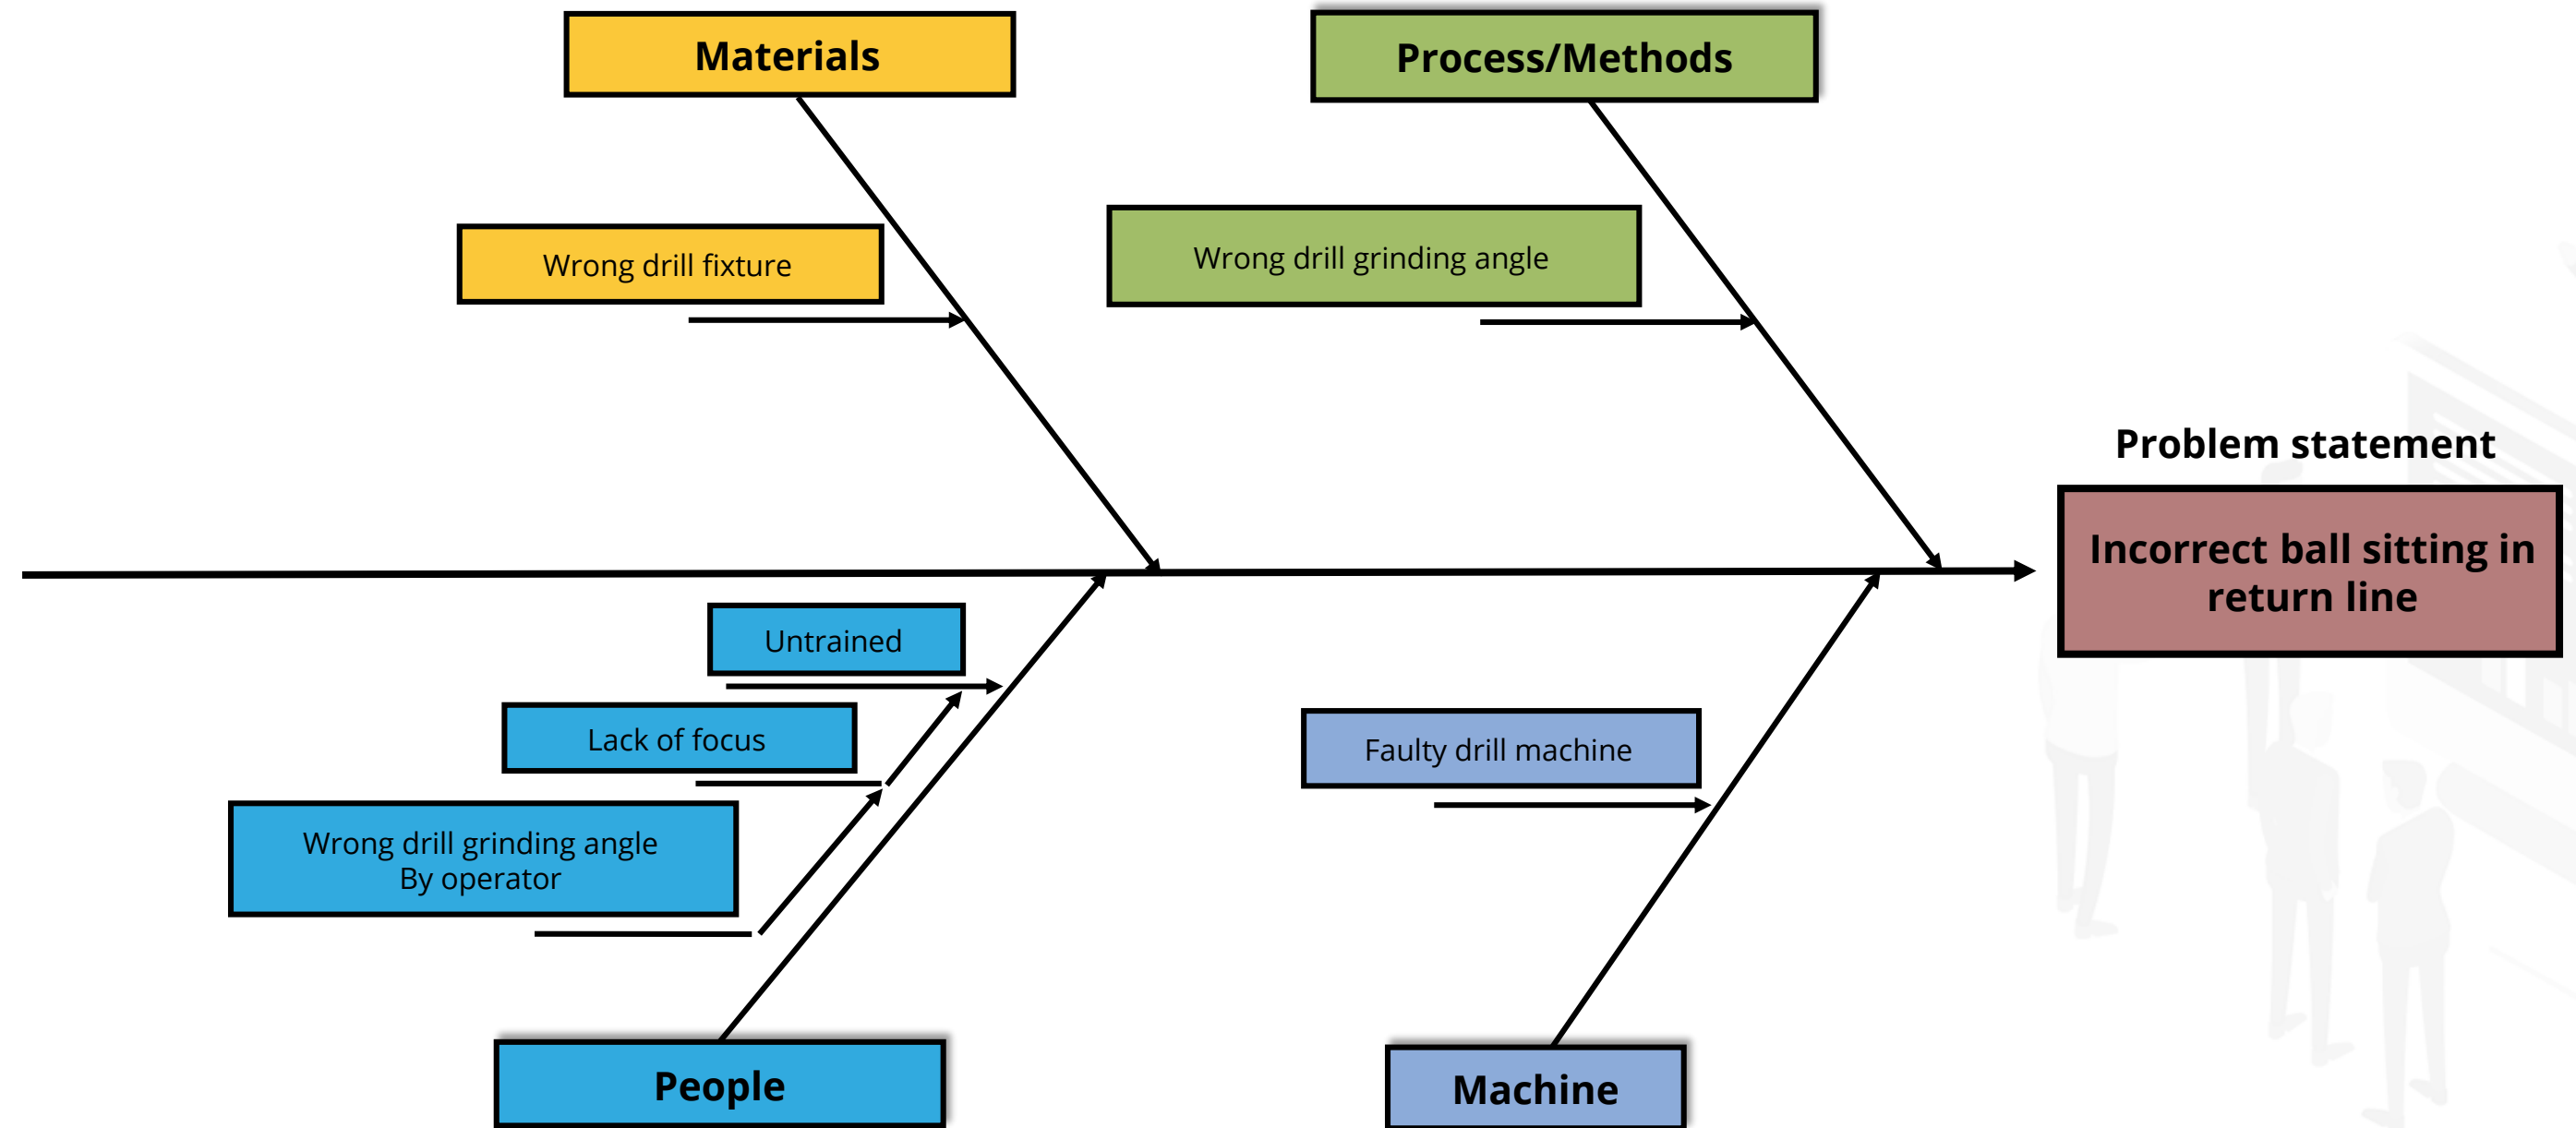 Materials
Process/Methods
Wrong drill fixture
Wrong drill grinding angle
Problem statement
Incorrect ball sitting in
return line
Untrained
Lack of focus
Faulty drill machine
Wrong drill grinding angle
By operator
People
Machine